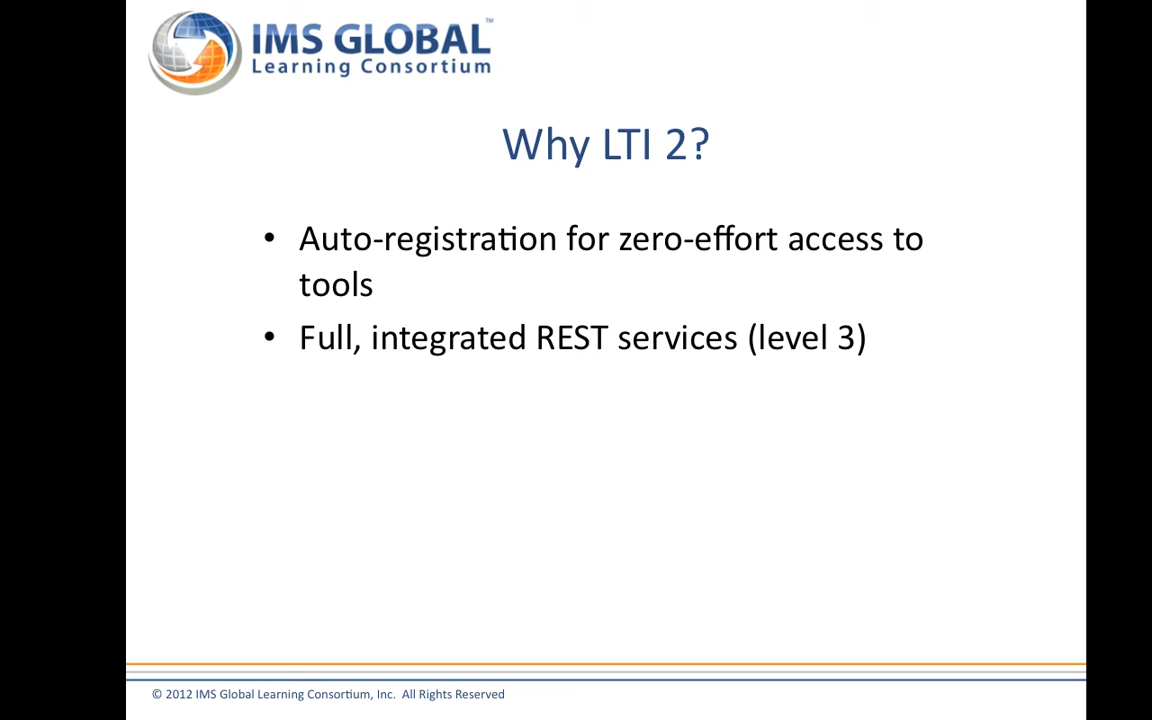 IMS GLOBAL™
Learning Consortium
Why LTI 2?
• Auto-registration for zero-effort access to
tools
• Full, integrated REST services (level 3)
© 2012 IMS Global Learning Consortium, Inc. All Rights Reserved